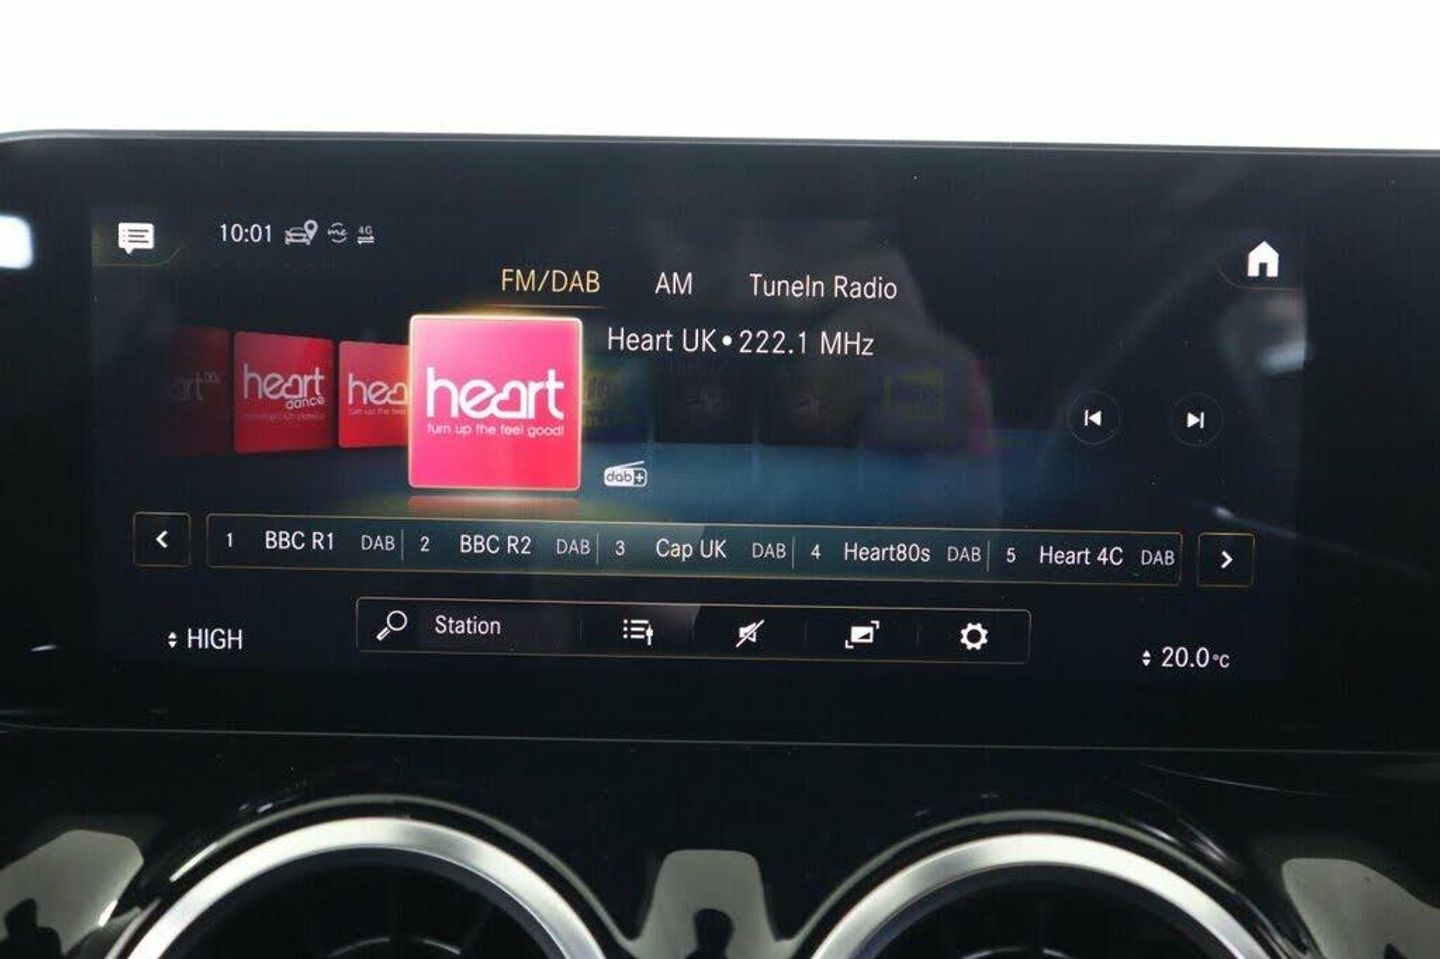 10:01 mc 4G
FM/DAB AM TuneIn Radio
Heart UK • 222.1 MHz
heart
dance
heart
turn up the feel good!
dab+
1 BBC R1 DAB 2 BBC R2 DAB 3 Cap UK DAB 4 Heart80s DAB 5 Heart 4C DAB
Station
HIGH
20.0°C